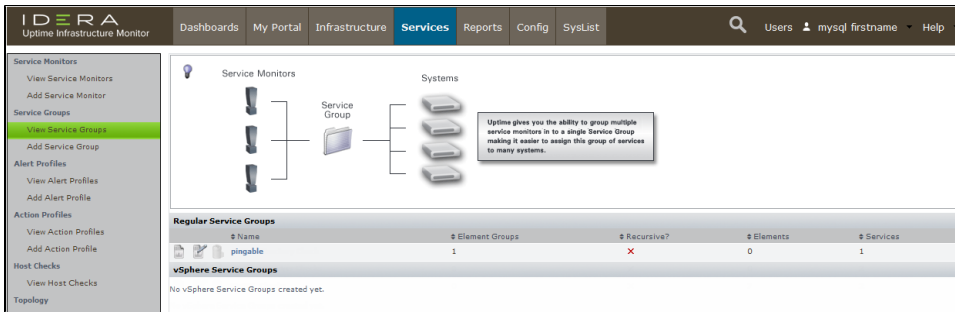 IDERA
Uptime Infrastructure Monitor
Dashboards My Portal Infrastructure Services Reports Config SysList
Users mysql firstname Help
Service Monitors
View Service Monitors
Add Service Monitor
Service Groups
View Service Groups
Add Service Group
Alert Profiles
View Alert Profiles
Add Alert Profile
Action Profiles
View Action Profiles
Add Action Profile
Host Checks
View Host Checks
Topology
Service Monitors
Service
Group
Systems
Uptime gives you the ability to group multiple
service monitors in to a single Service Group
making it easier to assign this group of services
to many systems.
Regular Service Groups
Name Element Groups Recursive? Elements Services
pingable 1 0 1
vSphere Service Groups
No vSphere Service Groups created yet.